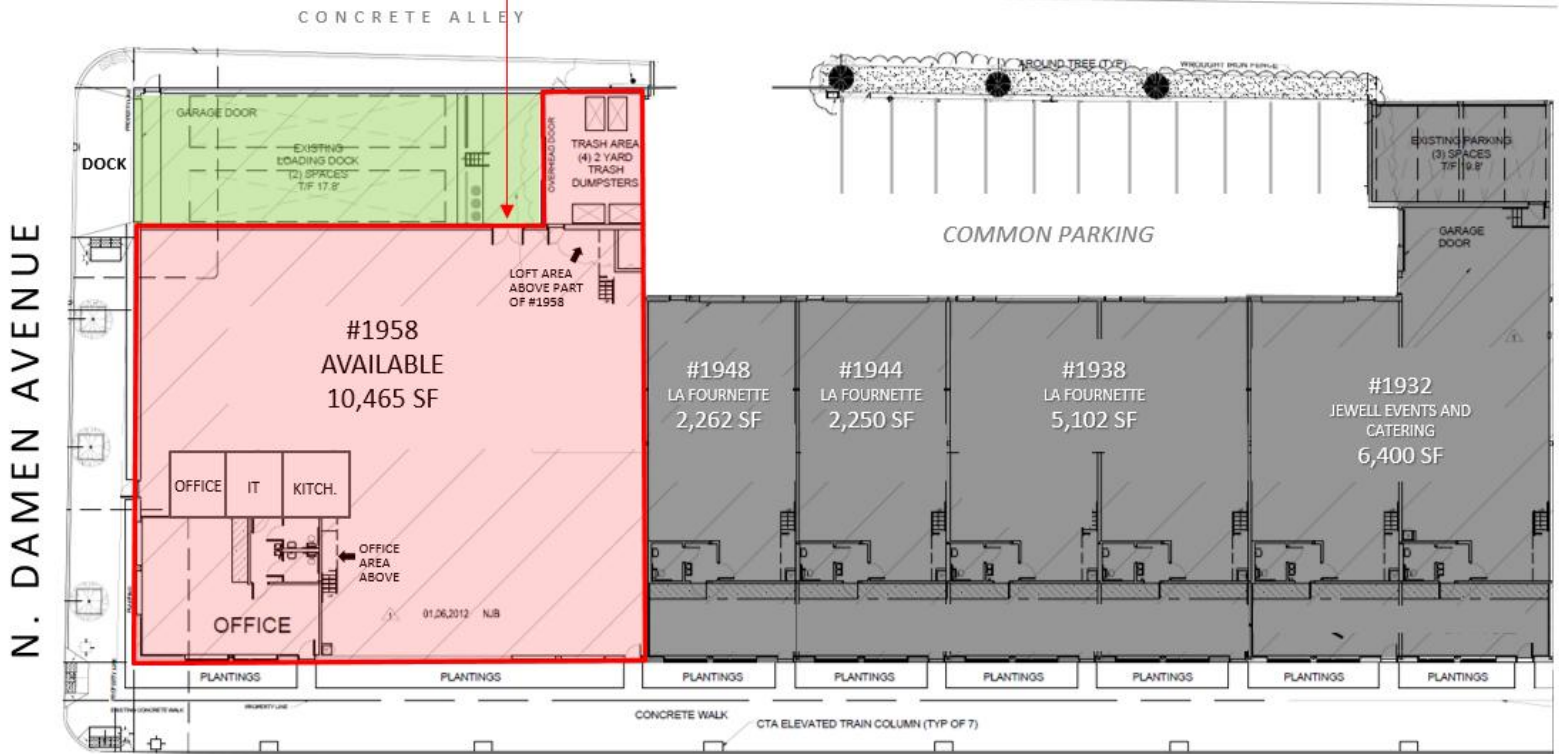 CONCRETE ALLEY
AROUND TREE (TYP)
WROUGHT IRON FENCE
GARAGE DOOR
DOCK
EXISTING
LOADING DOCK
(2) SPACES
T/F 17.8'
OVERHEAD DOOR
TRASH AREA
(4) 2 YARD
TRASH
DUMPSTERS
EXISTING PARKING
(3) SPACES
T/F 19.8'
COMMON PARKING
GARAGE
DOOR
N. DAMEN AVENUE
LOFT AREA
ABOVE PART
OF #1958
#1958
AVAILABLE
10,465 SF
#1948
LA FOURNETTE
2,262 SF
#1944
LA FOURNETTE
2,250 SF
#1938
LA FOURNETTE
5,102 SF
#1932
JEWELL EVENTS AND
CATERING
6,400 SF
OFFICE
IT
KITCH.
OFFICE
AREA
ABOVE
OFFICE
01,06,2012 NJB
PLANTINGS
PLANTINGS
PLANTINGS
PLANTINGS
PLANTINGS
PLANTINGS
PLANTINGS
EXISTING CONCRETE WALK
PROPERTY LINE
CONCRETE WALK
CTA ELEVATED TRAIN COLUMN (TYP OF 7)